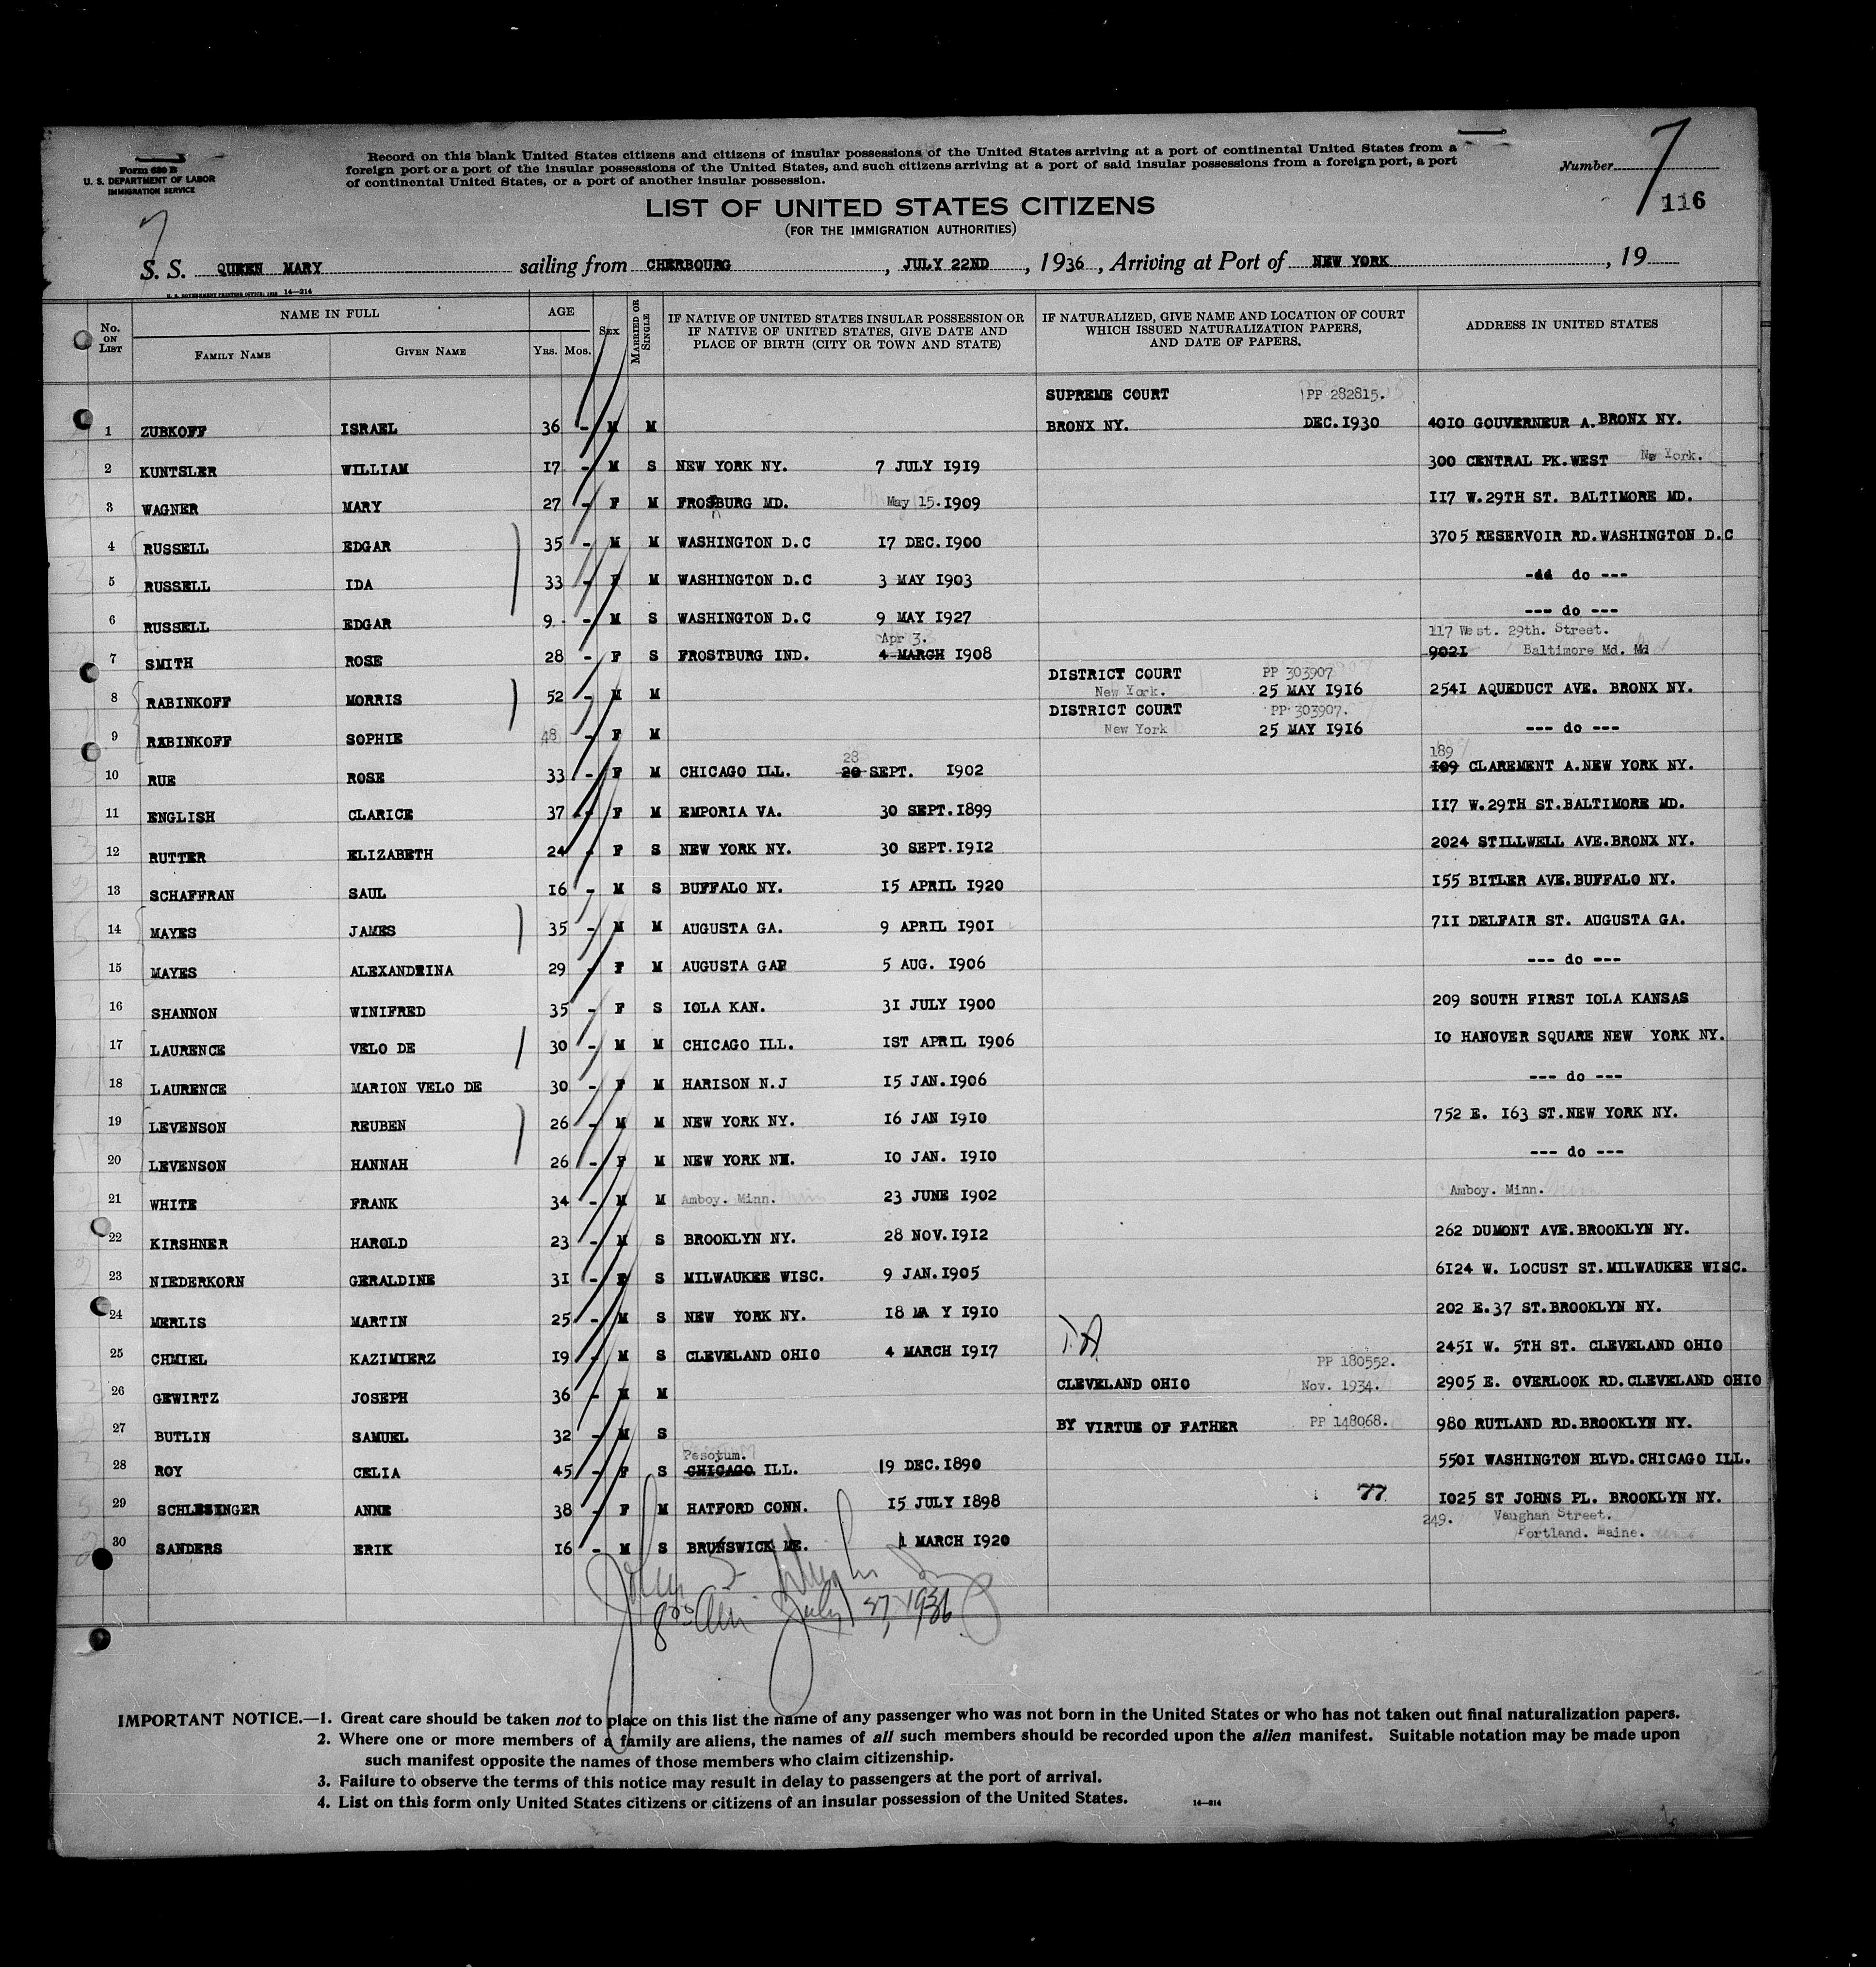 Form 630 B
U. S. DEPARTMENT OF LABOR
IMMIGRATION SERVICE
Record on this blank United States citizens and citizens of insular possessions of the United States arriving at a port of continental United States from a
foreign port or a port of the insular possessions of the United States, and such citizens arriving at a port of said insular possessions from a foreign port, a port
of continental United States, or a port of another insular possession.
Number 7
116
LIST OF UNITED STATES CITIZENS
(FOR THE IMMIGRATION AUTHORITIES)
7
S. S. QUEEN MARY sailing from CHERBOURG, JULY 22ND, 1936, Arriving at Port of NEW YORK, 19
14—214
No. ON LIST
NAME IN FULL
FAMILY NAME
GIVEN NAME
AGE
Yrs. Mos.
SEX
MARRIED OR SINGLE
IF NATIVE OF UNITED STATES INSULAR POSSESSION OR
IF NATIVE OF UNITED STATES, GIVE DATE AND
PLACE OF BIRTH (CITY OR TOWN AND STATE)
IF NATURALIZED, GIVE NAME AND LOCATION OF COURT
WHICH ISSUED NATURALIZATION PAPERS,
AND DATE OF PAPERS.
ADDRESS IN UNITED STATES
SUPREME COURT PP 282815.
1 ZUBKOFF ISRAEL 36 - M M BRONX NY. DEC.1930 4010 GOUVERNEUR A. BRONX NY.
2 KUNTSLER WILLIAM 17 - M S NEW YORK NY. 7 JULY 1919 300 CENTRAL PK.WEST New York.
3 WAGNER MARY 27 - F M FROSBURG MD. May 15.1909 117 W.29TH ST. BALTIMORE MD.
4 RUSSELL EDGAR 35 - M M WASHINGTON D.C 17 DEC.1900 3705 RESERVOIR RD.WASHINGTON D.C
5 RUSSELL IDA 33 - F M WASHINGTON D.C 3 MAY 1903 -dd do ---
6 RUSSELL EDGAR 9 - M S WASHINGTON D.C 9 MAY 1927 --- do ---
Apr 3. 117 West. 29th. Street.
7 SMITH ROSE 28 - F S FROSTBURG IND. 4 MARCH 1908 9021 Baltimore Md. Md
DISTRICT COURT PP 303907
8 RABINKOFF MORRIS 52 - M M New York. 25 MAY 1916 2541 AQUEDUCT AVE. BRONX NY.
DISTRICT COURT PP 303907.
9 RABINKOFF SOPHIE 48 - F M New York 25 MAY 1916 --- do ---
28 189
10 RUE ROSE 33 - F M CHICAGO ILL. 20 SEPT. 1902 109 CLAREMENT A.NEW YORK NY.
11 ENGLISH CLARICE 37 - F M EMPORIA VA. 30 SEPT.1899 117 W.29TH ST.BALTIMORE MD.
12 RUTTER ELIZABETH 24 - F S NEW YORK NY. 30 SEPT.1912 2024 STILLWELL AVE.BRONX NY.
13 SCHAFFRAN SAUL 16 - M S BUFFALO NY. 15 APRIL 1920 155 BITLER AVE.BUFFALO NY.
14 MAYES JAMES 35 - M M AUGUSTA GA. 9 APRIL 1901 711 DELFAIR ST. AUGUSTA GA.
15 MAYES ALEXANDRINA 29 - F M AUGUSTA GAP 5 AUG. 1906 --- do ---
16 SHANNON WINIFRED 35 - F S IOLA KAN. 31 JULY 1900 209 SOUTH FIRST IOLA KANSAS
17 LAURENCE VELO DE 30 - M M CHICAGO ILL. 1ST APRIL 1906 10 HANOVER SQUARE NEW YORK NY.
18 LAURENCE MARION VELO DE 30 - F M HARISON N.J 15 JAN.1906 --- do ---
19 LEVENSON REUBEN 26 - M M NEW YORK NY. 16 JAN 1910 752 E. 163 ST.NEW YORK NY.
20 LEVENSON HANNAH 26 - F M NEW YORK NY. 10 JAN. 1910 --- do ---
21 WHITE FRANK 34 - M M Amboy. Minn. 23 JUNE 1902 Amboy. Minn.
22 KIRSHNER HAROLD 23 - M S BROOKLYN NY. 28 NOV.1912 262 DUMONT AVE.BROOKLYN NY.
23 NIEDERKORN GERALDINE 31 - F S MILWAUKEE WISC. 9 JAN.1905 6124 W. LOCUST ST.MILWAUKEE WISC.
24 MERLIS MARTIN 25 - M S NEW YORK NY. 18 MA Y 1910 202 E.37 ST.BROOKLYN NY.
25 CHMIEL KAZIMIERZ 19 - M S CLEVELAND OHIO 4 MARCH 1917 2451 W. 5TH ST. CLEVELAND OHIO
PP 180552.
26 GEWIRTZ JOSEPH 36 - M M CLEVELAND OHIO Nov. 1934. 2905 E. OVERLOOK RD.CLEVELAND OHIO
27 BUTLIN SAMUEL 32 - M S BY VIRTUE OF FATHER PP 148068. 980 RUTLAND RD.BROOKLYN NY.
Pesotum.
28 ROY CELIA 45 - F S CHICAGO ILL. 19 DEC.1890 5501 WASHINGTON BLVD.CHICAGO ILL.
29 SCHLESINGER ANNE 38 - F M HATFORD CONN. 15 JULY 1898 77 1025 ST JOHNS PL. BROOKLYN NY.
249. Vaughan Street.
30 SANDERS ERIK 16 - M S BRUNSWICK ME. 1 MARCH 1920 Portland. Maine.
July 27, 1936
IMPORTANT NOTICE.—1. Great care should be taken not to place on this list the name of any passenger who was not born in the United States or who has not taken out final naturalization papers.
2. Where one or more members of a family are aliens, the names of all such members should be recorded upon the alien manifest. Suitable notation may be made upon
such manifest opposite the names of those members who claim citizenship.
3. Failure to observe the terms of this notice may result in delay to passengers at the port of arrival.
4. List on this form only United States citizens or citizens of an insular possession of the United States.
14—214